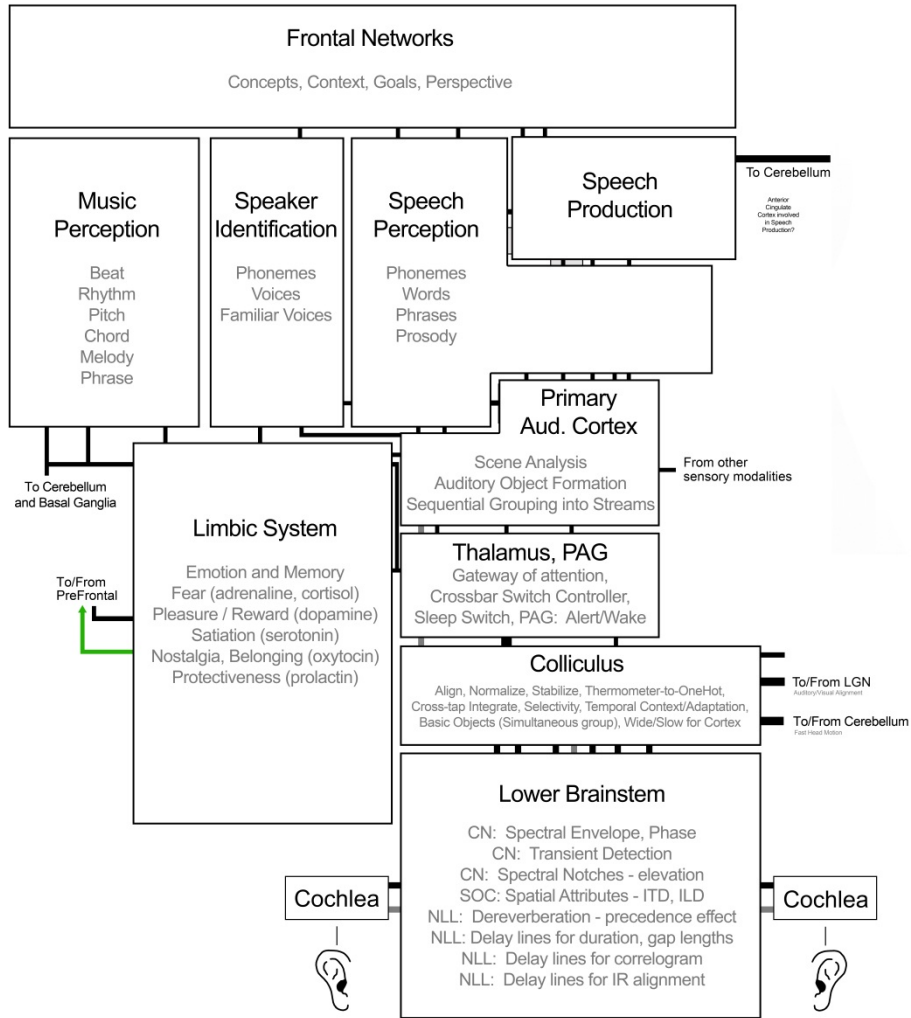 Frontal Networks
Concepts, Context, Goals, Perspective
Music
Perception
Beat
Rhythm
Pitch
Chord
Melody
Phrase
Speaker
Identification
Phonemes
Voices
Familiar Voices
Speech
Perception
Phonemes
Words
Phrases
Prosody
Speech
Production
To Cerebellum
Anterior
Cingulate
Cortex involved
in Speech
Production?
Primary
Aud. Cortex
Scene Analysis
Auditory Object Formation
Sequential Grouping into Streams
From other
sensory modalities
To Cerebellum
and Basal Ganglia
Limbic System
Emotion and Memory
Fear (adrenaline, cortisol)
Pleasure / Reward (dopamine)
Satiation (serotonin)
Nostalgia, Belonging (oxytocin)
Protectiveness (prolactin)
To/From
PreFrontal
Thalamus, PAG
Gateway of attention,
Crossbar Switch Controller,
Sleep Switch, PAG: Alert/Wake
Colliculus
Align, Normalize, Stabilize, Thermometer-to-OneHot,
Cross-tap Integrate, Selectivity, Temporal Context/Adaptation,
Basic Objects (Simultaneous group), Wide/Slow for Cortex
To/From LGN
Auditory/Visual Alignment
To/From Cerebellum
Fast Head Motion
Lower Brainstem
CN: Spectral Envelope, Phase
CN: Transient Detection
CN: Spectral Notches - elevation
SOC: Spatial Attributes - ITD, ILD
NLL: Dereverberation - precedence effect
NLL: Delay lines for duration, gap lengths
NLL: Delay lines for correlogram
NLL: Delay lines for IR alignment
Cochlea
Cochlea